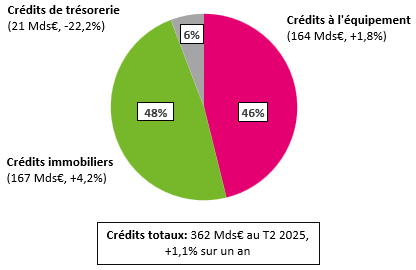 Crédits de trésorerie
(21 Mds€, -22,2%)
Crédits à l'équipement
(164 Mds€, +1,8%)
6%
48%
46%
Crédits immobiliers
(167 Mds€, +4,2%)
Crédits totaux: 362 Mds€ au T2 2025,
+1,1% sur un an